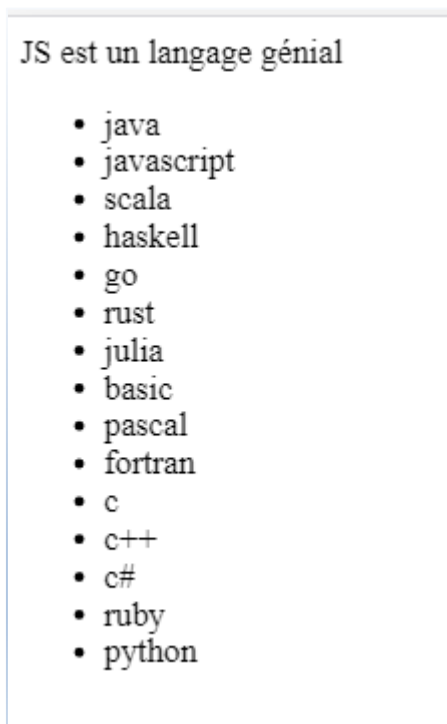 JS est un langage génial
• java
• javascript
• scala
• haskell
• go
• rust
• julia
• basic
• pascal
• fortran
• c
• c++
• c#
• ruby
• python